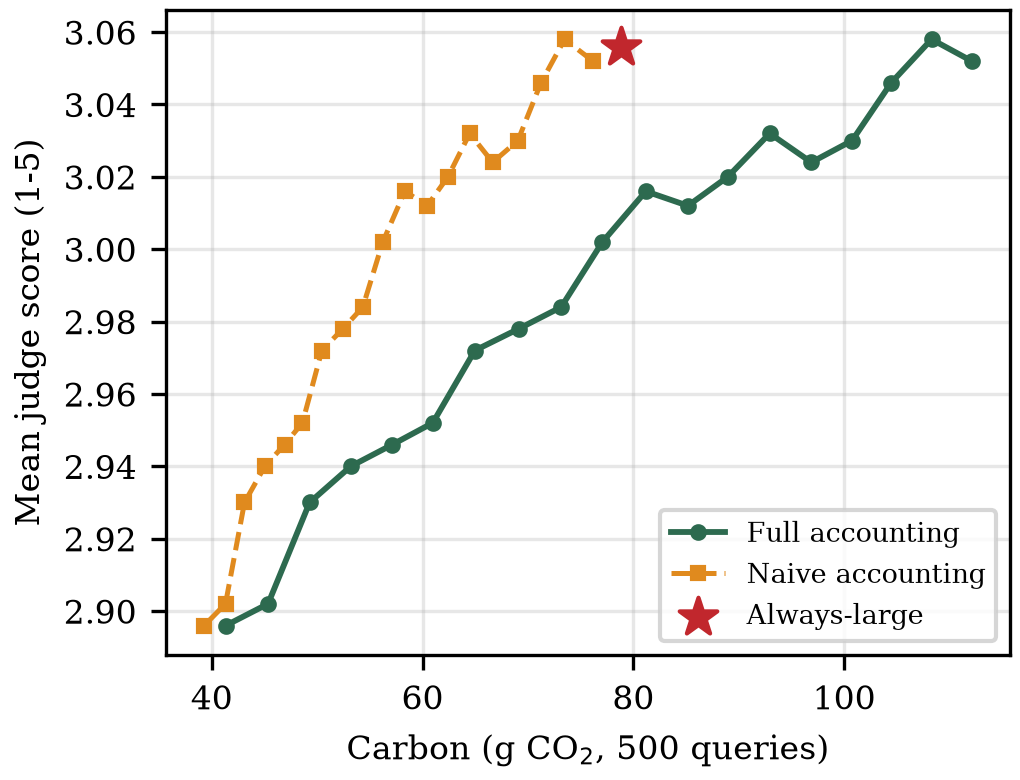 3.06
3.04
3.02
3.00
2.98
2.96
2.94
2.92
2.90
Mean judge score (1-5)
Full accounting
Naive accounting
Always-large
40 60 80 100
Carbon (g CO₂, 500 queries)